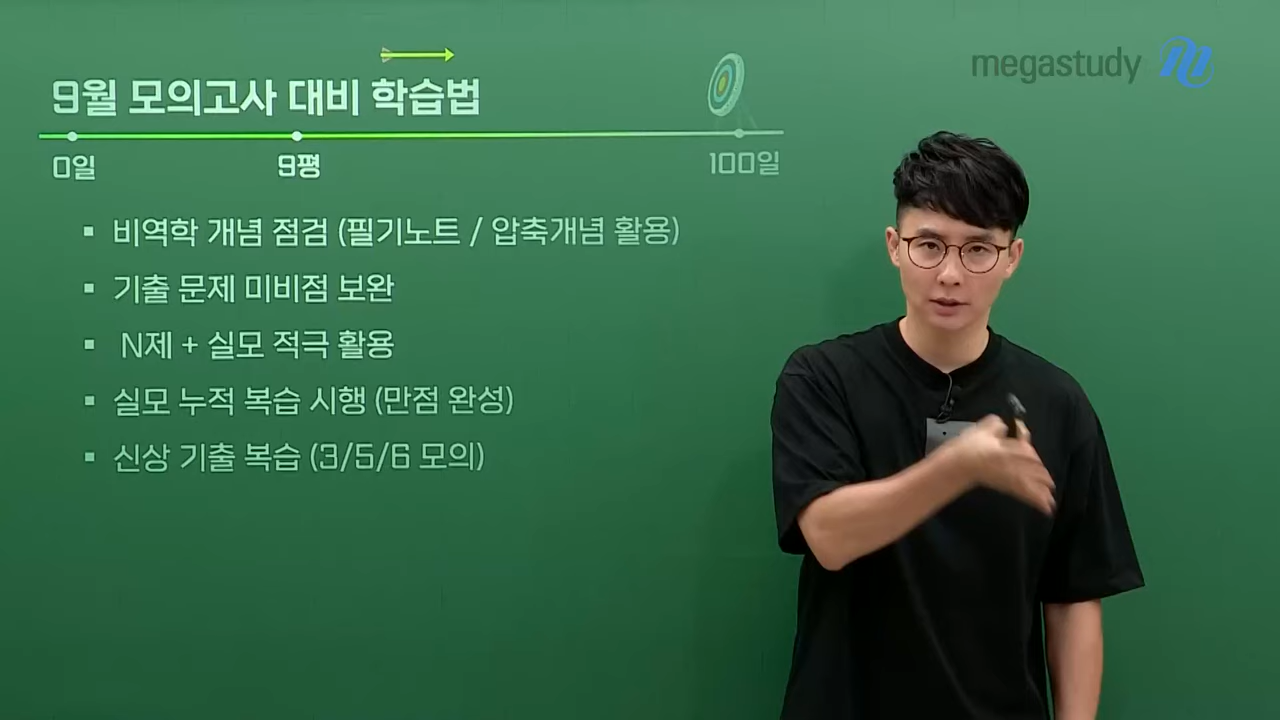 megastudy
9월 모의고사 대비 학습법
0일 9평 100일
▪ 비역학 개념 점검 (필기노트 / 압축개념 활용)
▪ 기출 문제 미비점 보완
▪ N제 + 실모 적극 활용
▪ 실모 누적 복습 시행 (만점 완성)
▪ 신상 기출 복습 (3/5/6 모의)